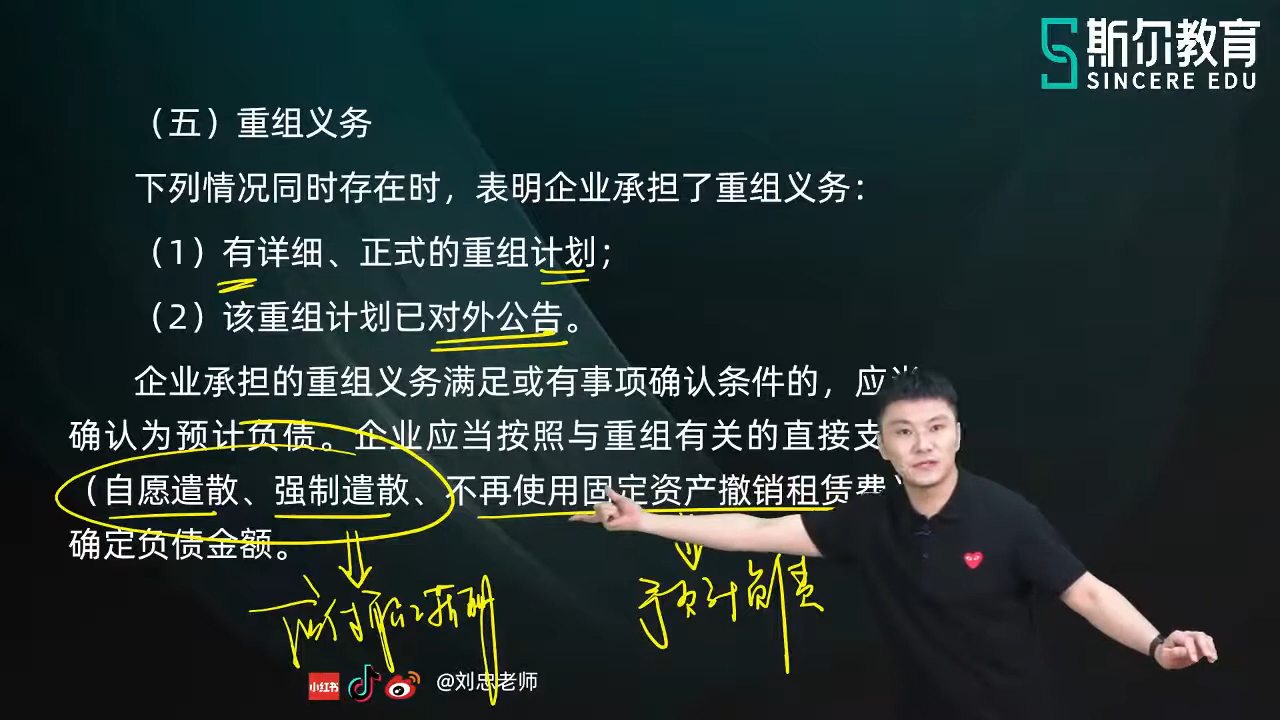 斯尔教育
SINCERE EDU
（五）重组义务
下列情况同时存在时，表明企业承担了重组义务：
（1）有详细、正式的重组计划；
（2）该重组计划已对外公告。
企业承担的重组义务满足或有事项确认条件的，应当
确认为预计负债。企业应当按照与重组有关的直接支
（自愿遣散、强制遣散、不再使用固定资产撤销租赁费）
确定负债金额。
应付职工薪酬
预计负债
小红书
@刘忠老师